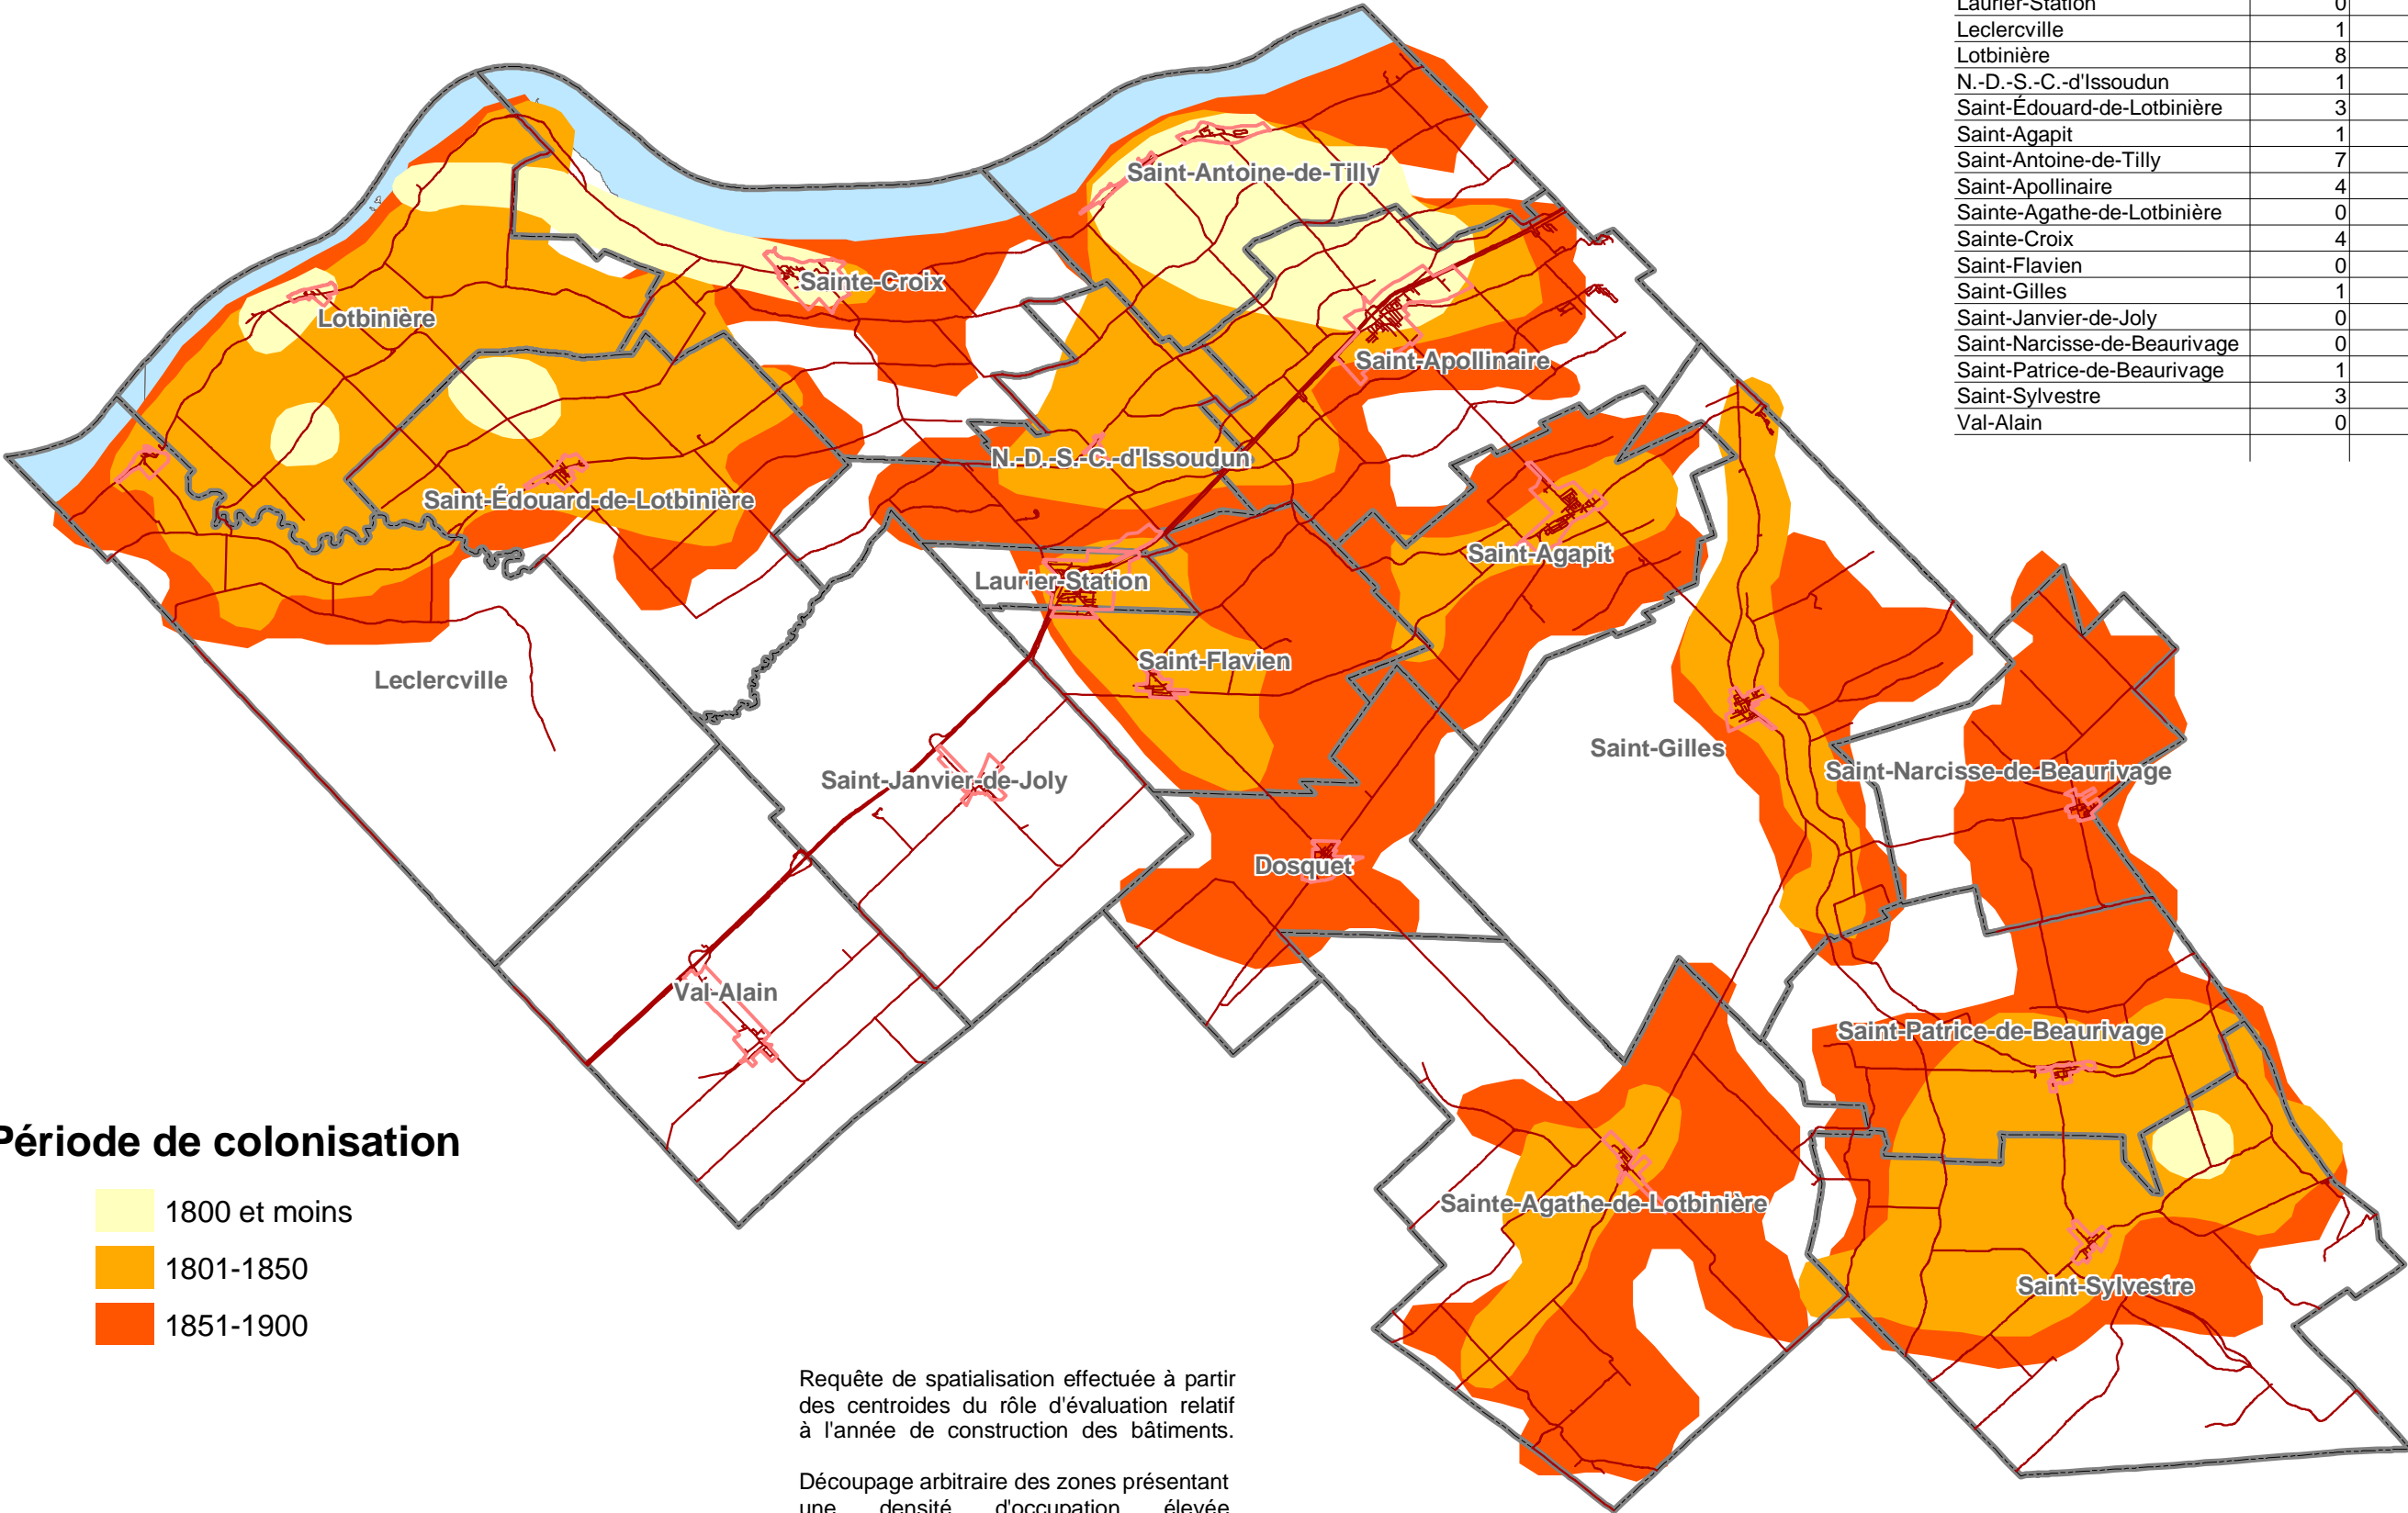 Laurier-Station 0
Leclercville 1
Lotbinière 8
N.-D.-S.-C.-d'Issoudun 1
Saint-Édouard-de-Lotbinière 3
Saint-Agapit 1
Saint-Antoine-de-Tilly 7
Saint-Apollinaire 4
Sainte-Agathe-de-Lotbinière 0
Sainte-Croix 4
Saint-Flavien 0
Saint-Gilles 1
Saint-Janvier-de-Joly 0
Saint-Narcisse-de-Beaurivage 0
Saint-Patrice-de-Beaurivage 1
Saint-Sylvestre 3
Val-Alain 0
Saint-Antoine-de-Tilly
Sainte-Croix
Lotbinière
Saint-Apollinaire
N.-D.-S.-C.-d'Issoudun
Saint-Édouard-de-Lotbinière
Saint-Agapit
Laurier-Station
Saint-Flavien
Leclercville
Saint-Gilles
Saint-Narcisse-de-Beaurivage
Saint-Janvier-de-Joly
Dosquet
Val-Alain
Saint-Patrice-de-Beaurivage
Sainte-Agathe-de-Lotbinière
Saint-Sylvestre
Période de colonisation
1800 et moins
1801-1850
1851-1900
Requête de spatialisation effectuée à partir
des centroides du rôle d'évaluation relatif
à l'année de construction des bâtiments.
Découpage arbitraire des zones présentant
une densité d'occupation élevée